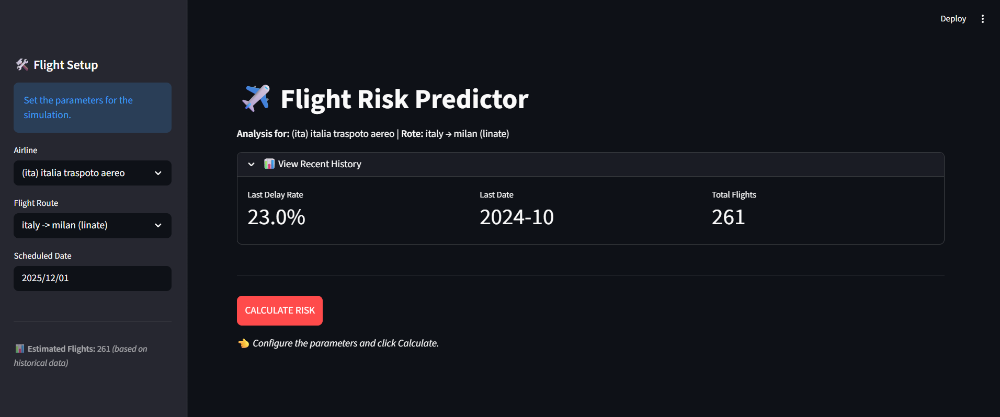 Deploy
Flight Setup
Set the parameters for the
simulation.
Airline
(ita) italia traspoto aereo
Flight Route
italy -> milan (linate)
Scheduled Date
2025/12/01
Estimated Flights: 261 (based on
historical data)
Flight Risk Predictor
Analysis for: (ita) italia traspoto aereo | Rote: italy → milan (linate)
View Recent History
Last Delay Rate
23.0%
Last Date
2024-10
Total Flights
261
CALCULATE RISK
Configure the parameters and click Calculate.